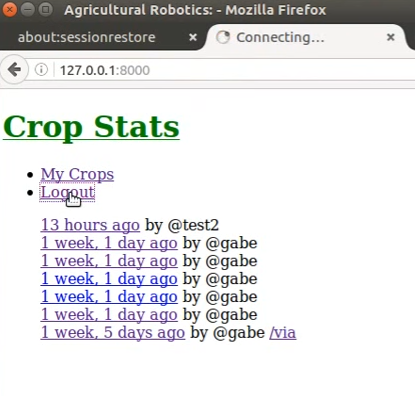 Agricultural Robotics: - Mozilla Firefox
about:sessionrestore
Connecting...
127.0.0.1:8000
Crop Stats
My Crops
Logout
13 hours ago by @test2
1 week, 1 day ago by @gabe
1 week, 1 day ago by @gabe
1 week, 1 day ago by @gabe
1 week, 1 day ago by @gabe
1 week, 1 day ago by @gabe
1 week, 5 days ago by @gabe /via